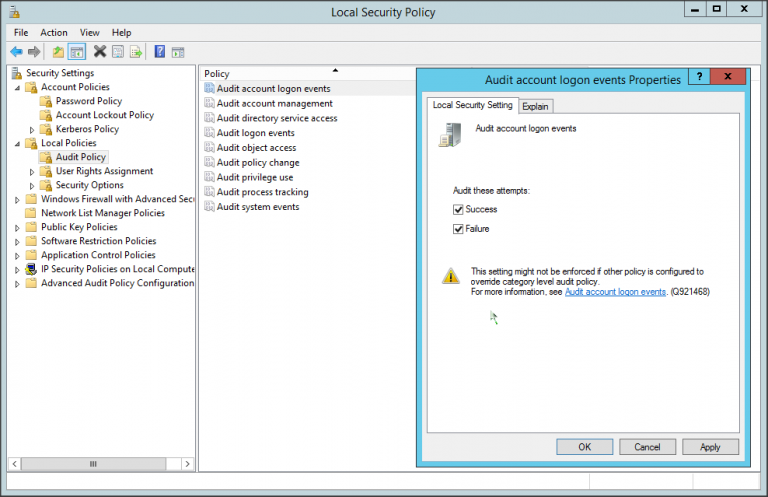 Local Security Policy
File Action View Help
Security Settings
Account Policies
Password Policy
Account Lockout Policy
Kerberos Policy
Local Policies
Audit Policy
User Rights Assignment
Security Options
Windows Firewall with Advanced Sec
Network List Manager Policies
Public Key Policies
Software Restriction Policies
Application Control Policies
IP Security Policies on Local Compute
Advanced Audit Policy Configuration
Policy
Audit account logon events
Audit account management
Audit directory service access
Audit logon events
Audit object access
Audit policy change
Audit privilege use
Audit process tracking
Audit system events
Audit account logon events Properties
Local Security Setting Explain
Audit account logon events
Audit these attempts:
Success
Failure
This setting might not be enforced if other policy is configured to
override category level audit policy.
For more information, see Audit account logon events. (Q921468)
OK Cancel Apply